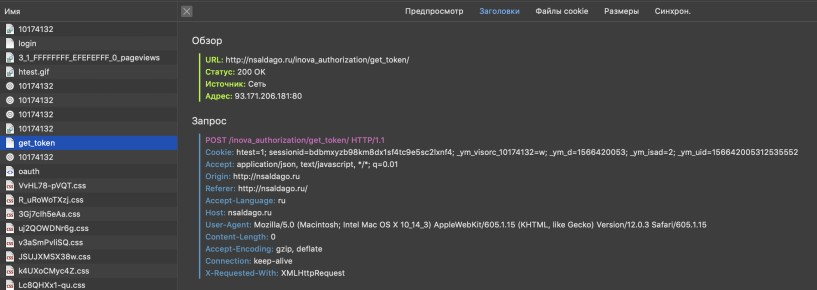 Имя
Предпросмотр Заголовки Файлы cookie Размеры Синхрон.
10174132
login
3_1_FFFFFFFF_EFEFEFFF_0_pageviews
htest.gif
10174132
10174132
10174132
10174132
get_token
10174132
oauth
VvHL78-pVQT.css
R_uRoWoTXzj.css
3Gj7clh5eAa.css
uj2QOWDNr6g.css
v3aSmPvliSQ.css
JSUJXMSX38w.css
k4UXoCMyc4Z.css
Lc8QHXx1-qu.css
Обзор
URL: http://nsaldago.ru/inova_authorization/get_token/
Статус: 200 OK
Источник: Сеть
Адрес: 93.171.206.181:80
Запрос
POST /inova_authorization/get_token/ HTTP/1.1
Cookie: htest=1; sessionid=bdbmxyzb98km8dx1sf4tc9e5sc2lxnf4; _ym_visorc_10174132=w; _ym_d=1566420053; _ym_isad=2; _ym_uid=1566420053125355552
Accept: application/json, text/javascript, */*; q=0.01
Origin: http://nsaldago.ru
Referer: http://nsaldago.ru/
Accept-Language: ru
Host: nsaldago.ru
User-Agent: Mozilla/5.0 (Macintosh; Intel Mac OS X 10_14_3) AppleWebKit/605.1.15 (KHTML, like Gecko) Version/12.0.3 Safari/605.1.15
Content-Length: 0
Accept-Encoding: gzip, deflate
Connection: keep-alive
X-Requested-With: XMLHttpRequest